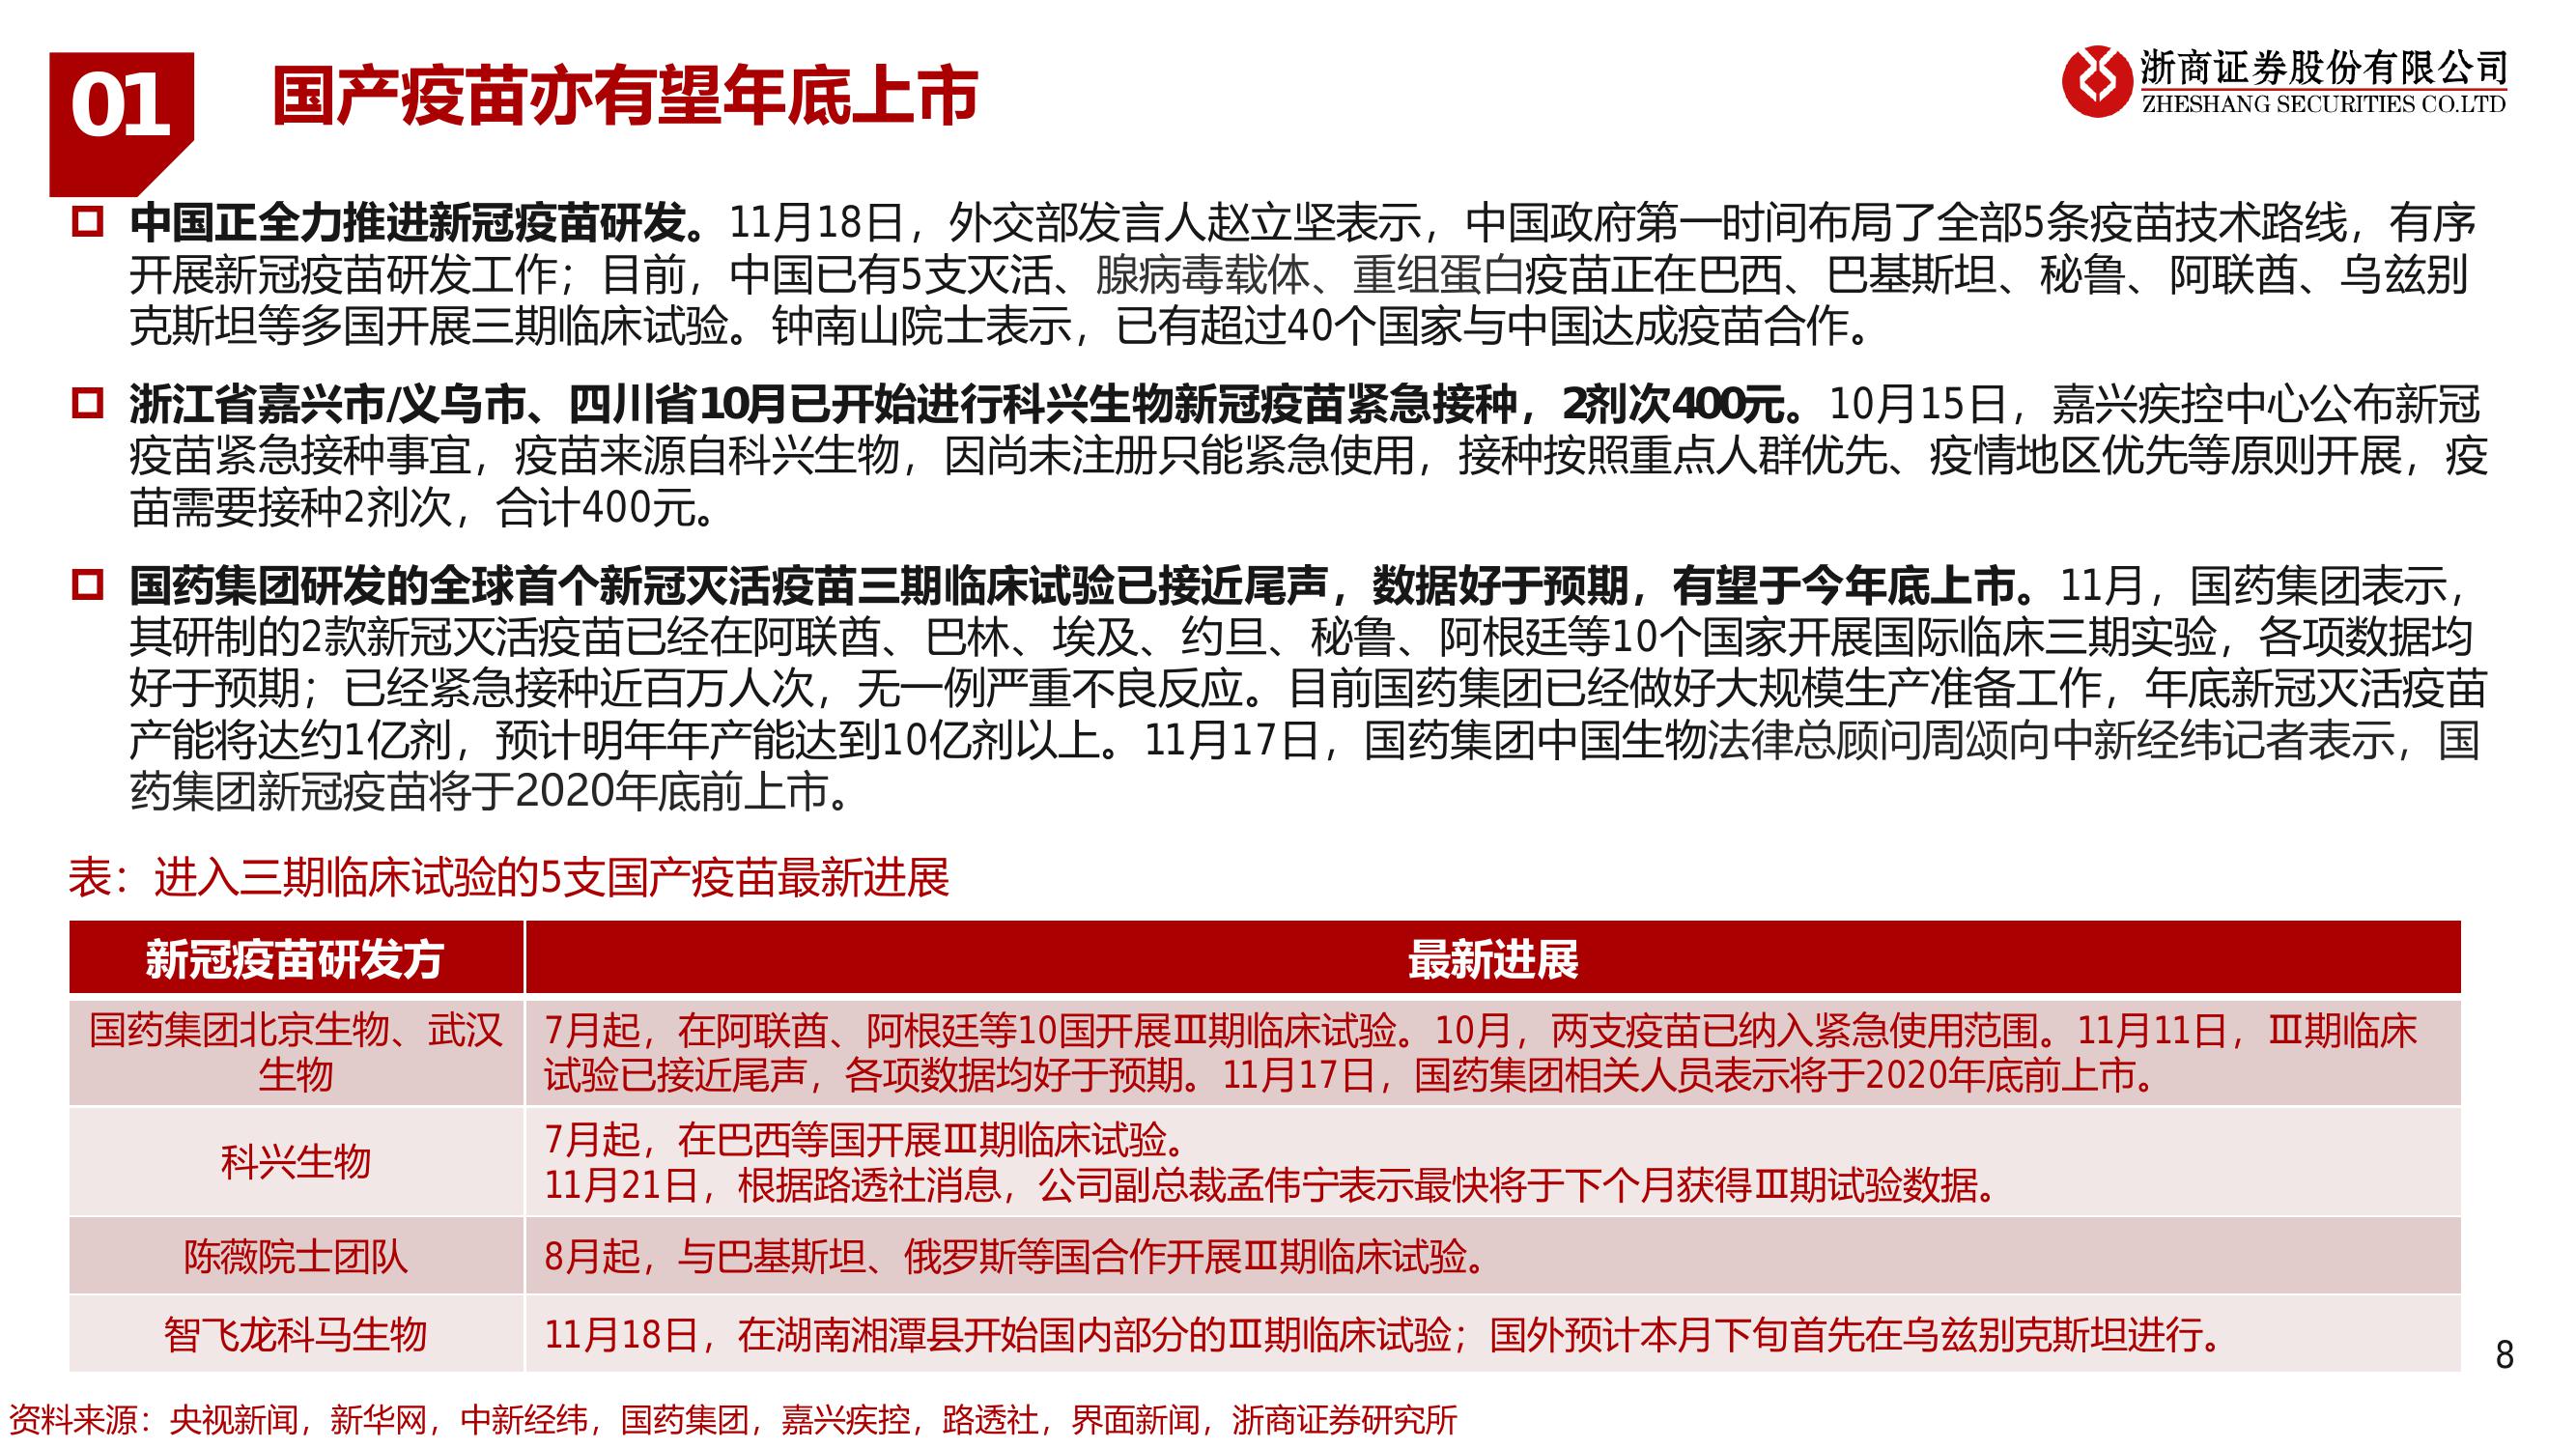 01
国产疫苗亦有望年底上市
浙商证券股份有限公司
ZHESHANG SECURITIES CO.LTD
中国正全力推进新冠疫苗研发。11月18日，外交部发言人赵立坚表示，中国政府第一时间布局了全部5条疫苗技术路线，有序
开展新冠疫苗研发工作；目前，中国已有5支灭活、腺病毒载体、重组蛋白疫苗正在巴西、巴基斯坦、秘鲁、阿联酋、乌兹别
克斯坦等多国开展三期临床试验。钟南山院士表示，已有超过40个国家与中国达成疫苗合作。
浙江省嘉兴市/义乌市、四川省10月已开始进行科兴生物新冠疫苗紧急接种，2剂次400元。10月15日，嘉兴疾控中心公布新冠
疫苗紧急接种事宜，疫苗来源自科兴生物，因尚未注册只能紧急使用，接种按照重点人群优先、疫情地区优先等原则开展，疫
苗需要接种2剂次，合计400元。
国药集团研发的全球首个新冠灭活疫苗三期临床试验已接近尾声，数据好于预期，有望于今年底上市。11月，国药集团表示，
其研制的2款新冠灭活疫苗已经在阿联酋、巴林、埃及、约旦、秘鲁、阿根廷等10个国家开展国际临床三期实验，各项数据均
好于预期；已经紧急接种近百万人次，无一例严重不良反应。目前国药集团已经做好大规模生产准备工作，年底新冠灭活疫苗
产能将达约1亿剂，预计明年年产能达到10亿剂以上。11月17日，国药集团中国生物法律总顾问周颂向中新经纬记者表示，国
药集团新冠疫苗将于2020年底前上市。
表：进入三期临床试验的5支国产疫苗最新进展
新冠疫苗研发方
最新进展
国药集团北京生物、武汉
生物
7月起，在阿联酋、阿根廷等10国开展Ⅲ期临床试验。10月，两支疫苗已纳入紧急使用范围。11月11日，Ⅲ期临床
试验已接近尾声，各项数据均好于预期。11月17日，国药集团相关人员表示将于2020年底前上市。
科兴生物
7月起，在巴西等国开展Ⅲ期临床试验。
11月21日，根据路透社消息，公司副总裁孟伟宁表示最快将于下个月获得Ⅲ期试验数据。
陈薇院士团队
8月起，与巴基斯坦、俄罗斯等国合作开展Ⅲ期临床试验。
智飞龙科马生物
11月18日，在湖南湘潭县开始国内部分的Ⅲ期临床试验；国外预计本月下旬首先在乌兹别克斯坦进行。
8
资料来源：央视新闻，新华网，中新经纬，国药集团，嘉兴疾控，路透社，界面新闻，浙商证券研究所